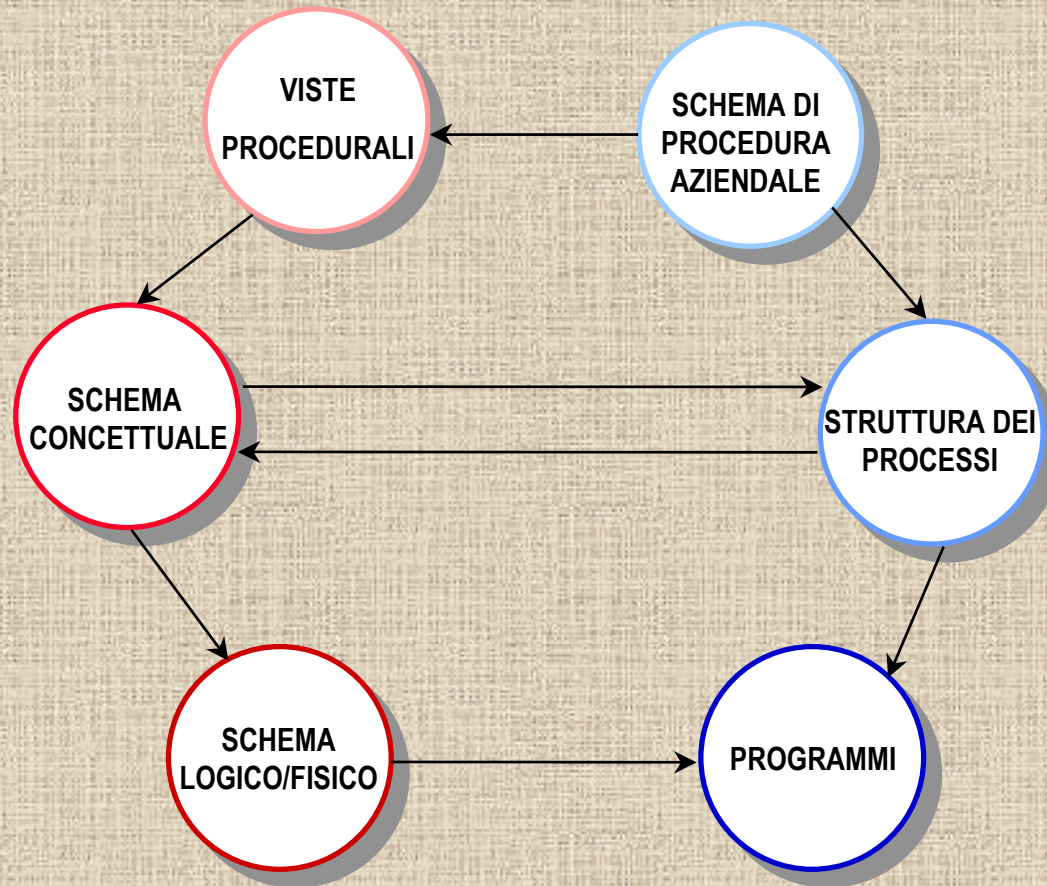 VISTE
PROCEDURALI
SCHEMA DI
PROCEDURA
AZIENDALE
SCHEMA
CONCETTUALE
STRUTTURA DEI
PROCESSI
SCHEMA
LOGICO/FISICO
PROGRAMMI